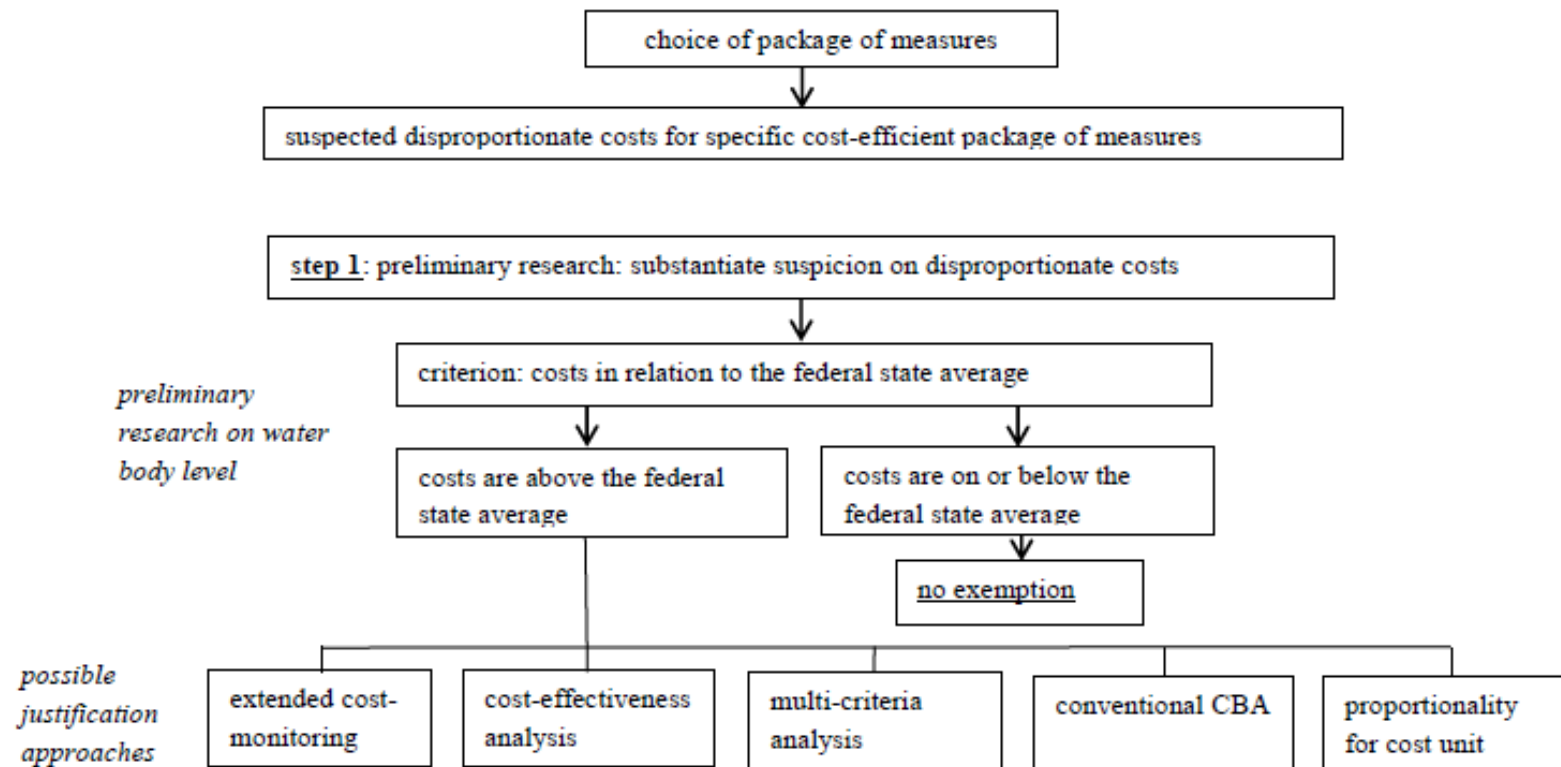 choice of package of measures
suspected disproportionate costs for specific cost-efficient package of measures
step 1: preliminary research: substantiate suspicion on disproportionate costs
criterion: costs in relation to the federal state average
preliminary
research on water
body level
costs are above the federal
state average
costs are on or below the
federal state average
no exemption
possible
justification
approaches
extended cost-
monitoring
cost-effectiveness
analysis
multi-criteria
analysis
conventional CBA
proportionality
for cost unit